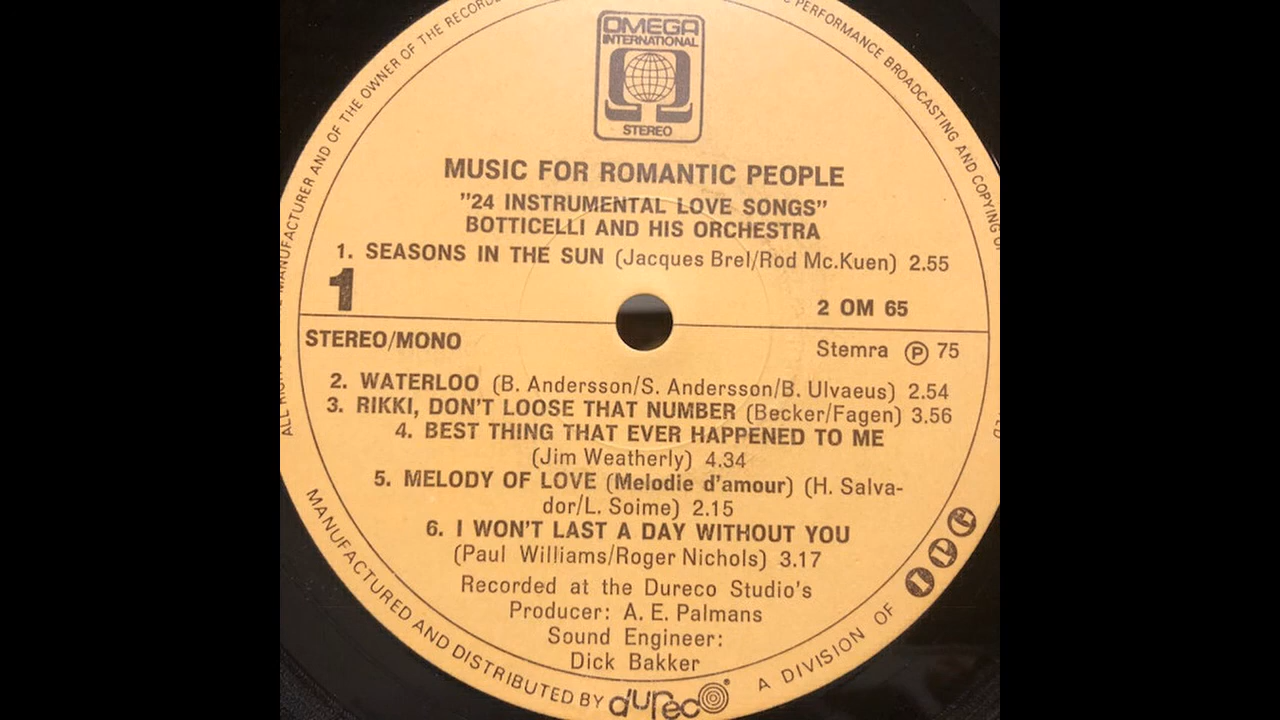 MANUFACTURER AND OF THE OWNER OF THE RECORDED
PERFORMANCE BROADCASTING AND COPYING OF
OMEGA
INTERNATIONAL
STEREO
MUSIC FOR ROMANTIC PEOPLE
"24 INSTRUMENTAL LOVE SONGS"
BOTTICELLI AND HIS ORCHESTRA
1. SEASONS IN THE SUN (Jacques Brel/Rod Mc.Kuen) 2.55
1
2 OM 65
STEREO/MONO
Stemra Ⓟ 75
2. WATERLOO (B. Andersson/S. Andersson/B. Ulvaeus) 2.54
3. RIKKI, DON'T LOOSE THAT NUMBER (Becker/Fagen) 3.56
4. BEST THING THAT EVER HAPPENED TO ME
(Jim Weatherly) 4.34
5. MELODY OF LOVE (Melodie d'amour) (H. Salva-
dor/L. Soime) 2.15
6. I WON'T LAST A DAY WITHOUT YOU
(Paul Williams/Roger Nichols) 3.17
Recorded at the Dureco Studio's
Producer: A. E. Palmans
Sound Engineer:
Dick Bakker
MANUFACTURED AND DISTRIBUTED BY dureco®
A DIVISION OF